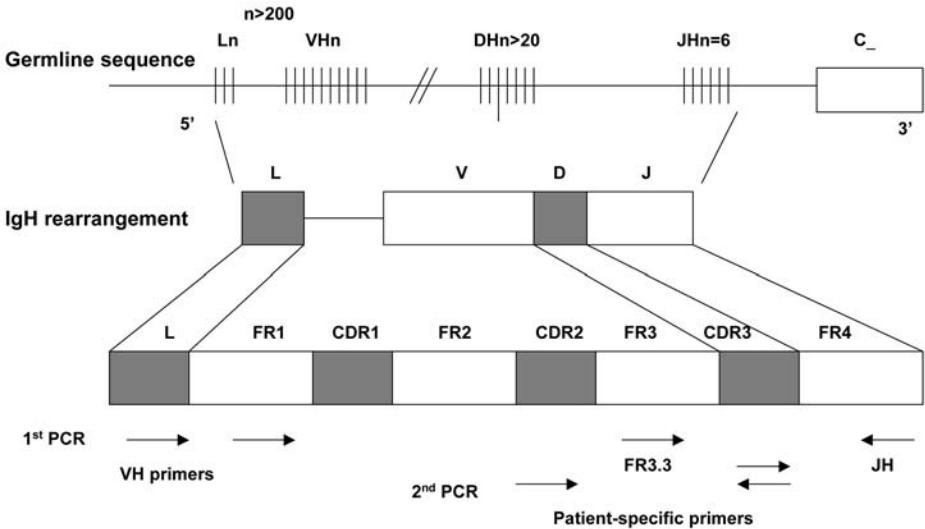 n>200
Ln VHn DHn>20 JHn=6 C_
Germline sequence
5’ 3’
L V D J
IgH rearrangement
L FR1 CDR1 FR2 CDR2 FR3 CDR3 FR4
1st PCR
VH primers FR3.3 JH
2nd PCR
Patient-specific primers